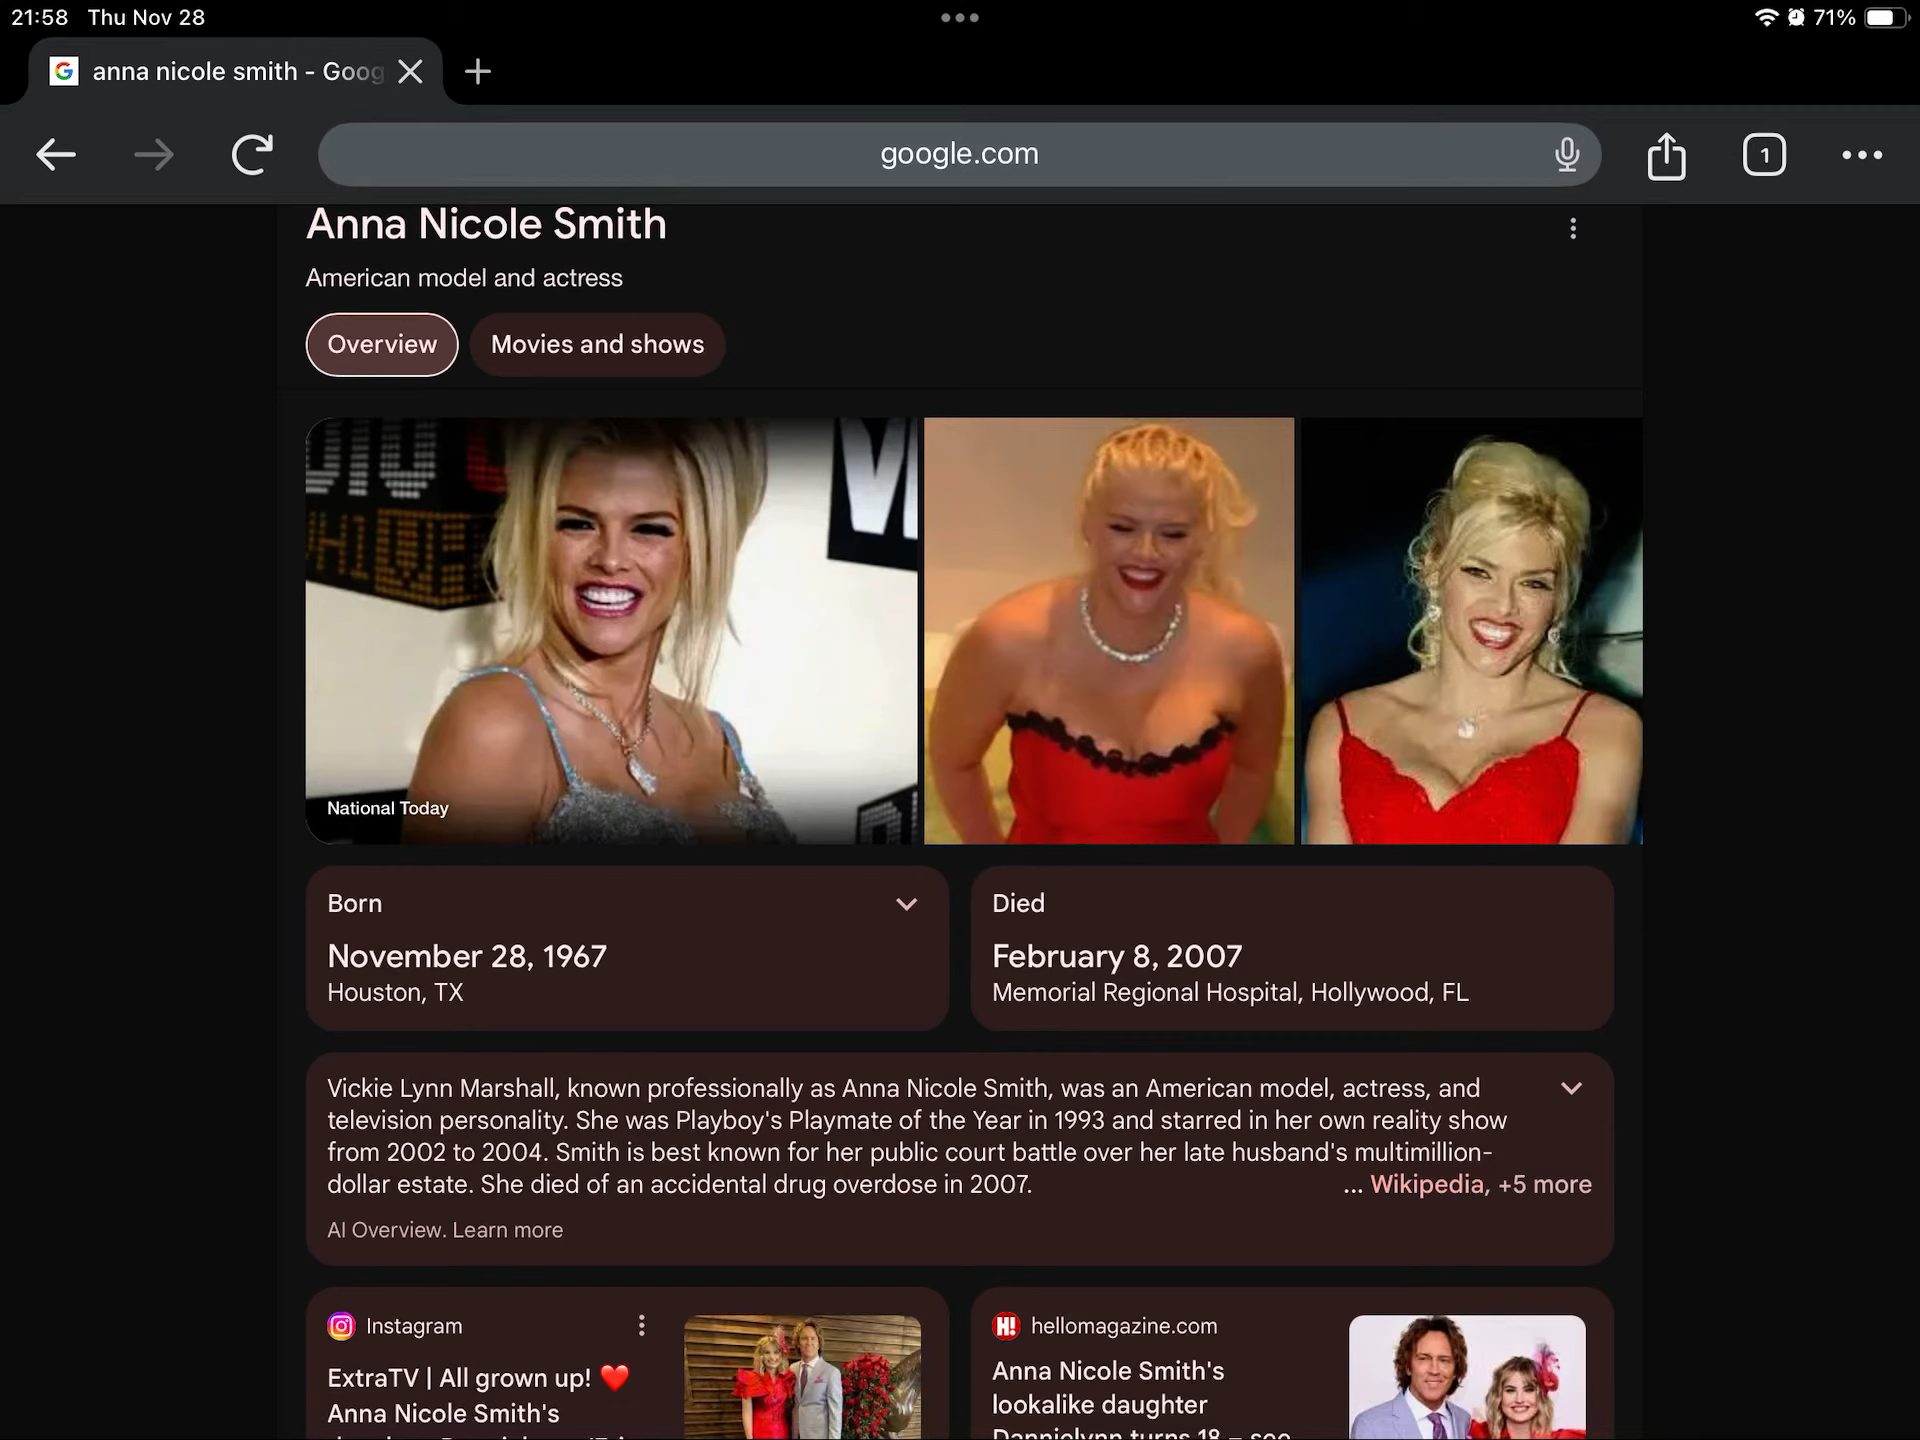 21:58 Thu Nov 28
71%
anna nicole smith - Goog
google.com
1
Anna Nicole Smith
American model and actress
Overview
Movies and shows
National Today
Born
November 28, 1967
Houston, TX
Died
February 8, 2007
Memorial Regional Hospital, Hollywood, FL
Vickie Lynn Marshall, known professionally as Anna Nicole Smith, was an American model, actress, and
television personality. She was Playboy's Playmate of the Year in 1993 and starred in her own reality show
from 2002 to 2004. Smith is best known for her public court battle over her late husband's multimillion-
dollar estate. She died of an accidental drug overdose in 2007. ... Wikipedia, +5 more
AI Overview. Learn more
Instagram
ExtraTV | All grown up! ❤️
Anna Nicole Smith's
H! hellomagazine.com
Anna Nicole Smith's
lookalike daughter
Dannielynn turns 18 – see